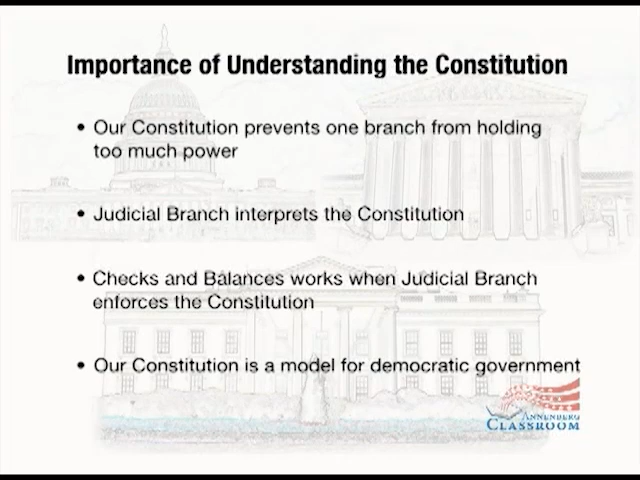 Importance of Understanding the Constitution
• Our Constitution prevents one branch from holding
too much power
• Judicial Branch interprets the Constitution
• Checks and Balances works when Judicial Branch
enforces the Constitution
• Our Constitution is a model for democratic government
ANNENBERG
CLASSROOM